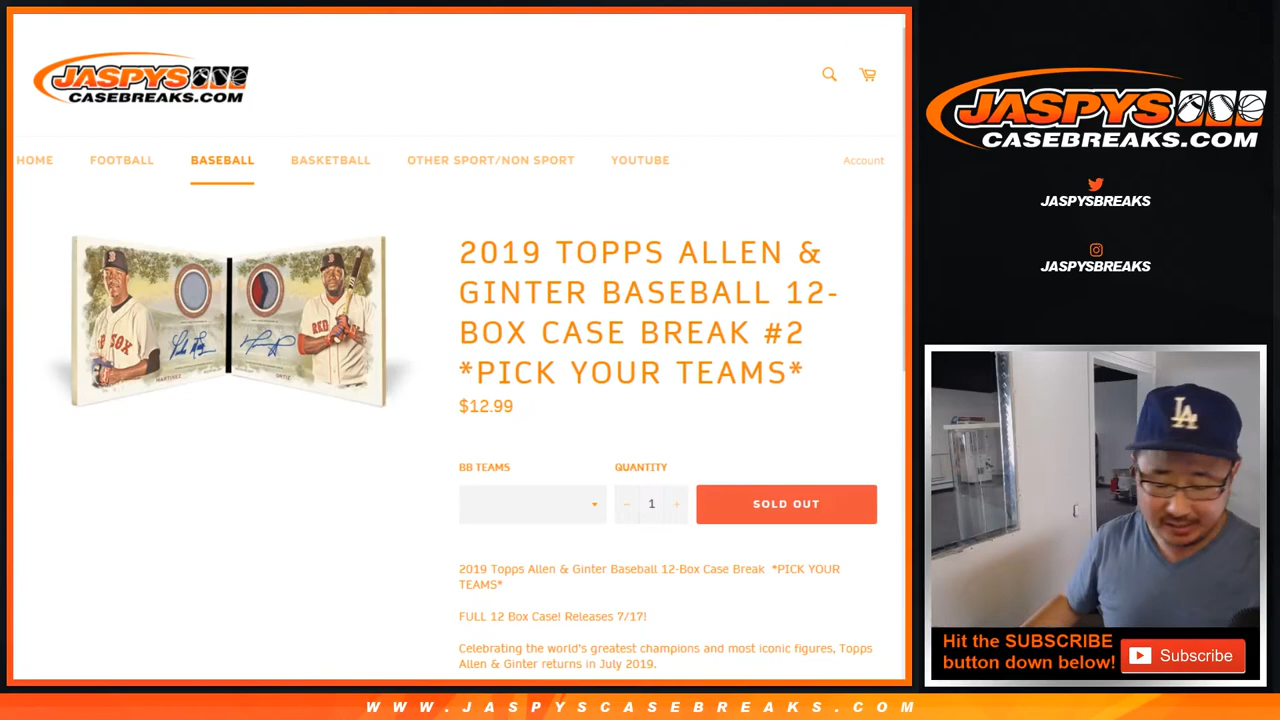 JASPYS
CASEBREAKS.COM
HOME FOOTBALL BASEBALL BASKETBALL OTHER SPORT/NON SPORT YOUTUBE Account
2019 TOPPS ALLEN &
GINTER BASEBALL 12-
BOX CASE BREAK #2
*PICK YOUR TEAMS*
$12.99
BB TEAMS QUANTITY
1
SOLD OUT
2019 Topps Allen & Ginter Baseball 12-Box Case Break *PICK YOUR
TEAMS*
FULL 12 Box Case! Releases 7/17!
Celebrating the world's greatest champions and most iconic figures, Topps
Allen & Ginter returns in July 2019.
MARTINEZ
ORTIZ
JASPYS
CASEBREAKS.COM
JASPYSBREAKS
JASPYSBREAKS
LA
Hit the SUBSCRIBE
button down below!
Subscribe
WWW.JASPYSCASEBREAKS.COM